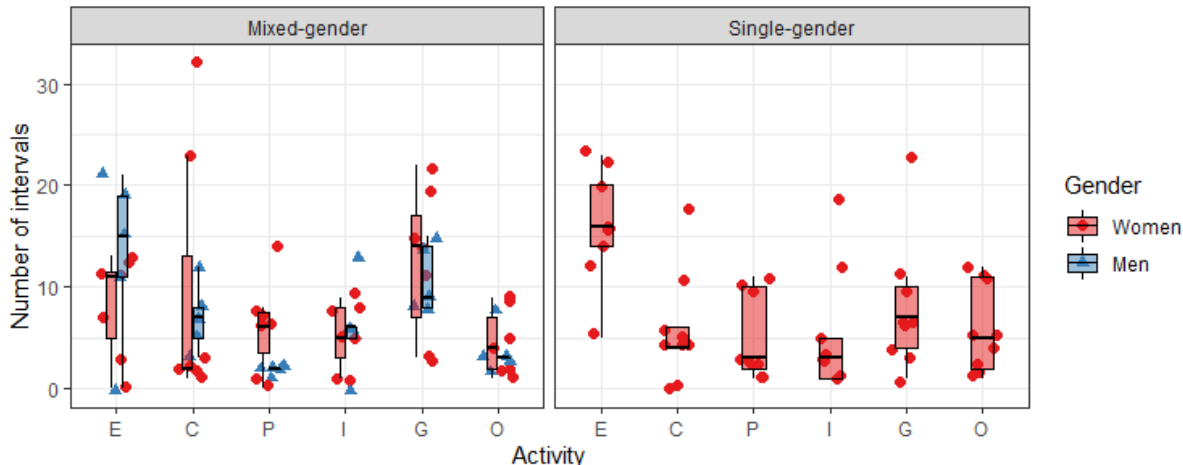 Mixed-gender Single-gender
Number of intervals
30
20
10
0
E C P I G O E C P I G O
Activity
Gender
Women
Men